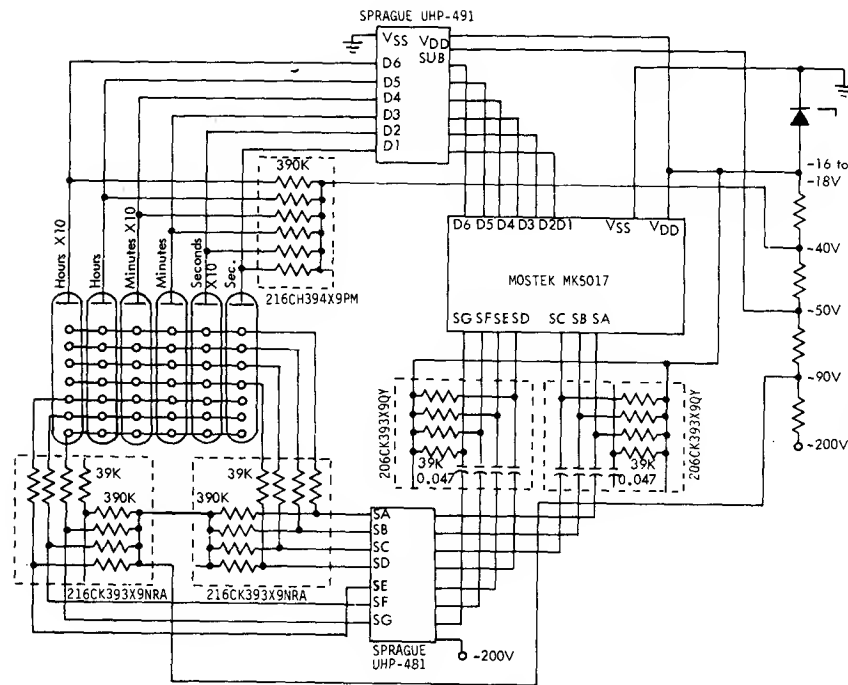 SPRAGUE UHP-491
VSS
VDD
SUB
D6
D5
D4
D3
D2
D1
390K
216CH394X9PM
-16 to
-18V
-40V
-50V
-90V
-200V
D6 D5 D4 D3 D2 D1
VSS
VDD
MOSTEK MK5017
SG SF SE SD
SC SB SA
Hours X10
Hours
Minutes X10
Minutes
Seconds
X10
Sec.
206CK393X9QY
39K
0.047
39K
0.047
206CK393X9QY
39K
390K
39K
390K
216CK393X9NRA
216CK393X9NRA
SA
SB
SC
SD
SE
SF
SG
SPRAGUE
UHP-481
-200V